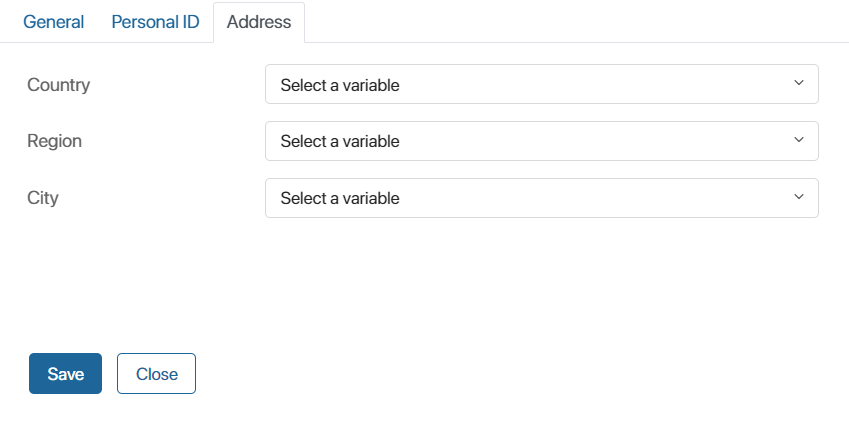 General Personal ID Address
Country Select a variable
Region Select a variable
City Select a variable
Save Close